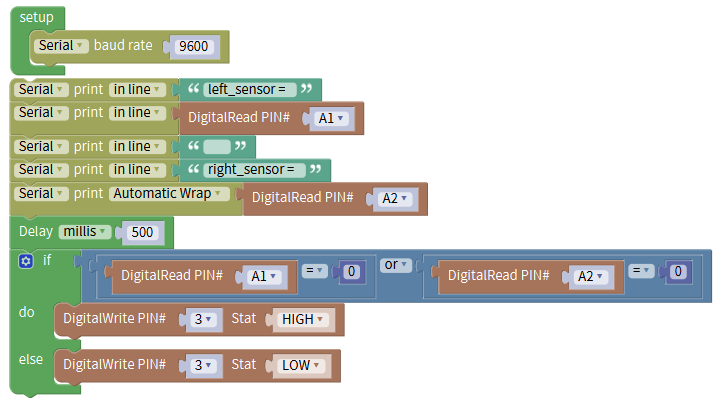 setup
Serial baud rate 9600
Serial print in line “ left_sensor = ”
Serial print in line DigitalRead PIN# A1
Serial print in line “ ”
Serial print in line “ right_sensor = ”
Serial print Automatic Wrap DigitalRead PIN# A2
Delay millis 500
if DigitalRead PIN# A1 = 0 or DigitalRead PIN# A2 = 0
do DigitalWrite PIN# 3 Stat HIGH
else DigitalWrite PIN# 3 Stat LOW